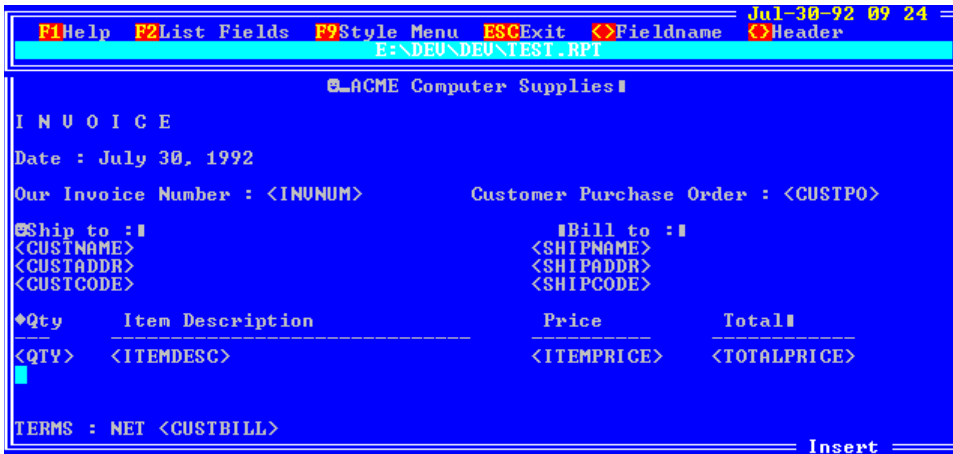 Jul-30-92 09 24
F1Help F2List Fields F9Style Menu ESCExit <>Fieldname <>Header
E:\DEV\DEV\TEST.RPT
ACME Computer Supplies
I N V O I C E
Date : July 30, 1992
Our Invoice Number : <INVNUM> Customer Purchase Order : <CUSTPO>
Ship to : Bill to :
<CUSTNAME> <SHIPNAME>
<CUSTADDR> <SHIPADDR>
<CUSTCODE> <SHIPCODE>
Qty Item Description Price Total
<QTY> <ITEMDESC> <ITEMPRICE> <TOTALPRICE>
TERMS : NET <CUSTBILL>
Insert